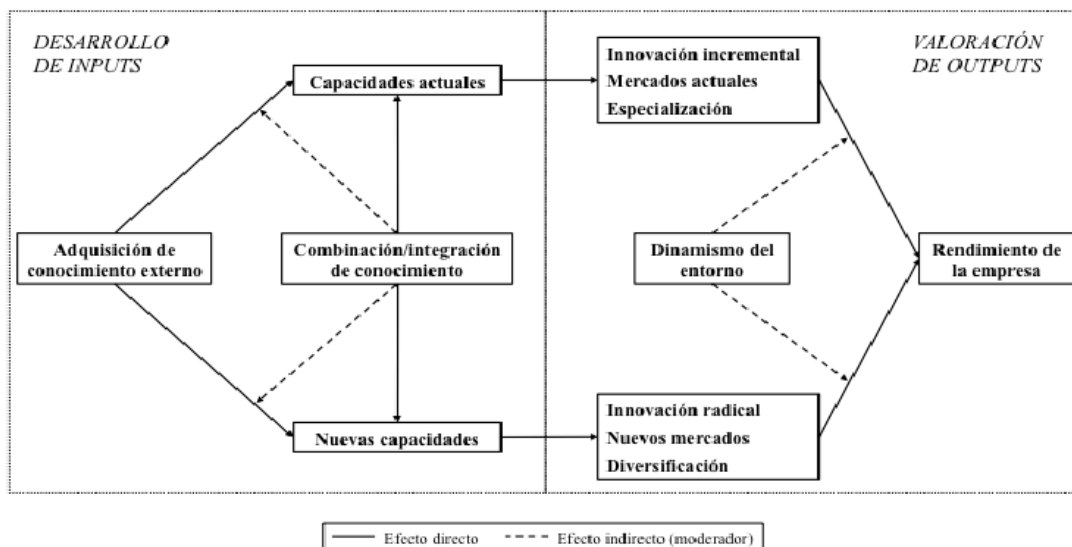 DESARROLLO
DE INPUTS
VALORACIÓN
DE OUTPUTS
Capacidades actuales
Innovación incremental
Mercados actuales
Especialización
Adquisición de
conocimiento externo
Combinación/integración
de conocimiento
Dinamismo del
entorno
Rendimiento de
la empresa
Nuevas capacidades
Innovación radical
Nuevos mercados
Diversificación
Efecto directo
Efecto indirecto (moderador)